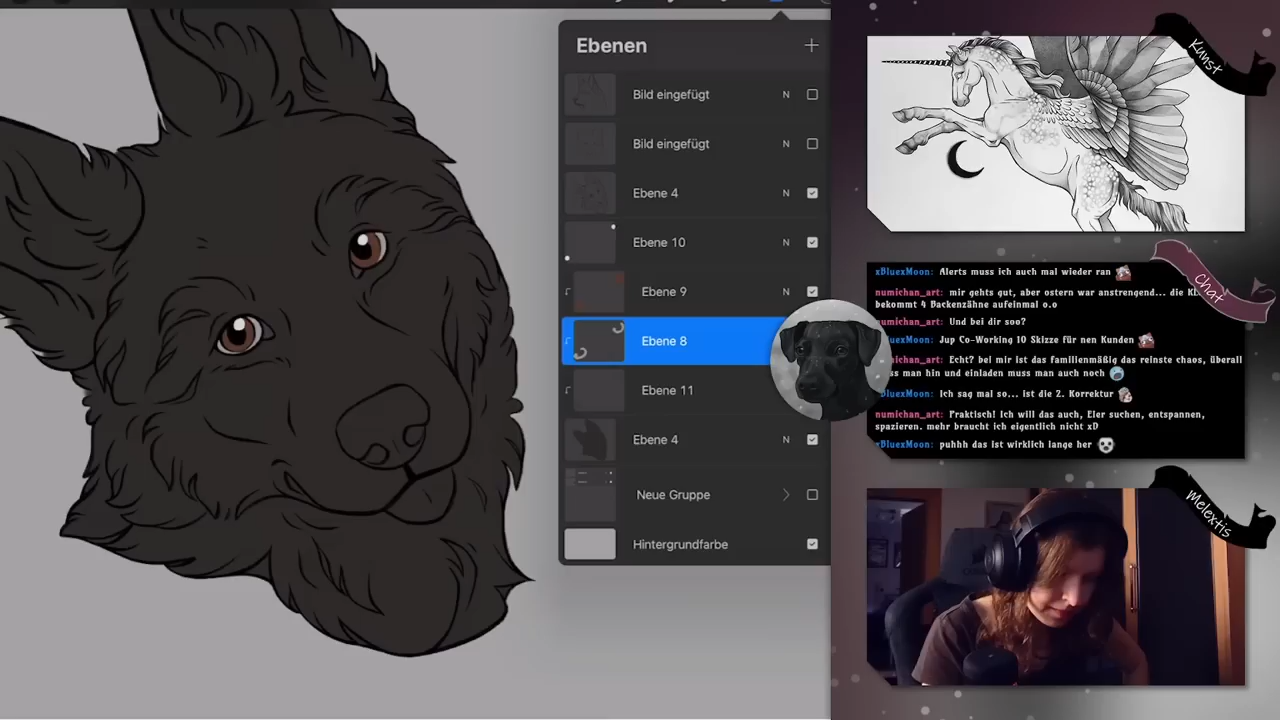 Ebenen
Bild eingefügt N
Bild eingefügt N
Ebene 4 N
Ebene 10 N
Ebene 9 N
Ebene 8
Ebene 11
Ebene 4 N
Neue Gruppe
Hintergrundfarbe
Kunst
Chat
xBluexMoon: Alerts muss ich auch mal wieder ran
numichan_art: mir gehts gut, aber ostern war anstrengend... die
bekommt 4 Backenzähne aufeinmal o.o
numichan_art: Und bei dir soo?
xBluexMoon: Jup Co-Working 10 Skizze für nen Kunden
numichan_art: Echt? bei mir ist das familienmäßig das reinste chaos, überall
man hin und einladen muss man auch noch
BluexMoon: Ich sag mal so... ist die 2. Korrektur
numichan_art: Praktisch! Ich will das auch, Eier suchen, entspannen,
spazieren. mehr braucht ich eigentlich nicht xD
BluexMoon: puhhh das ist wirklich lange her
Melextis